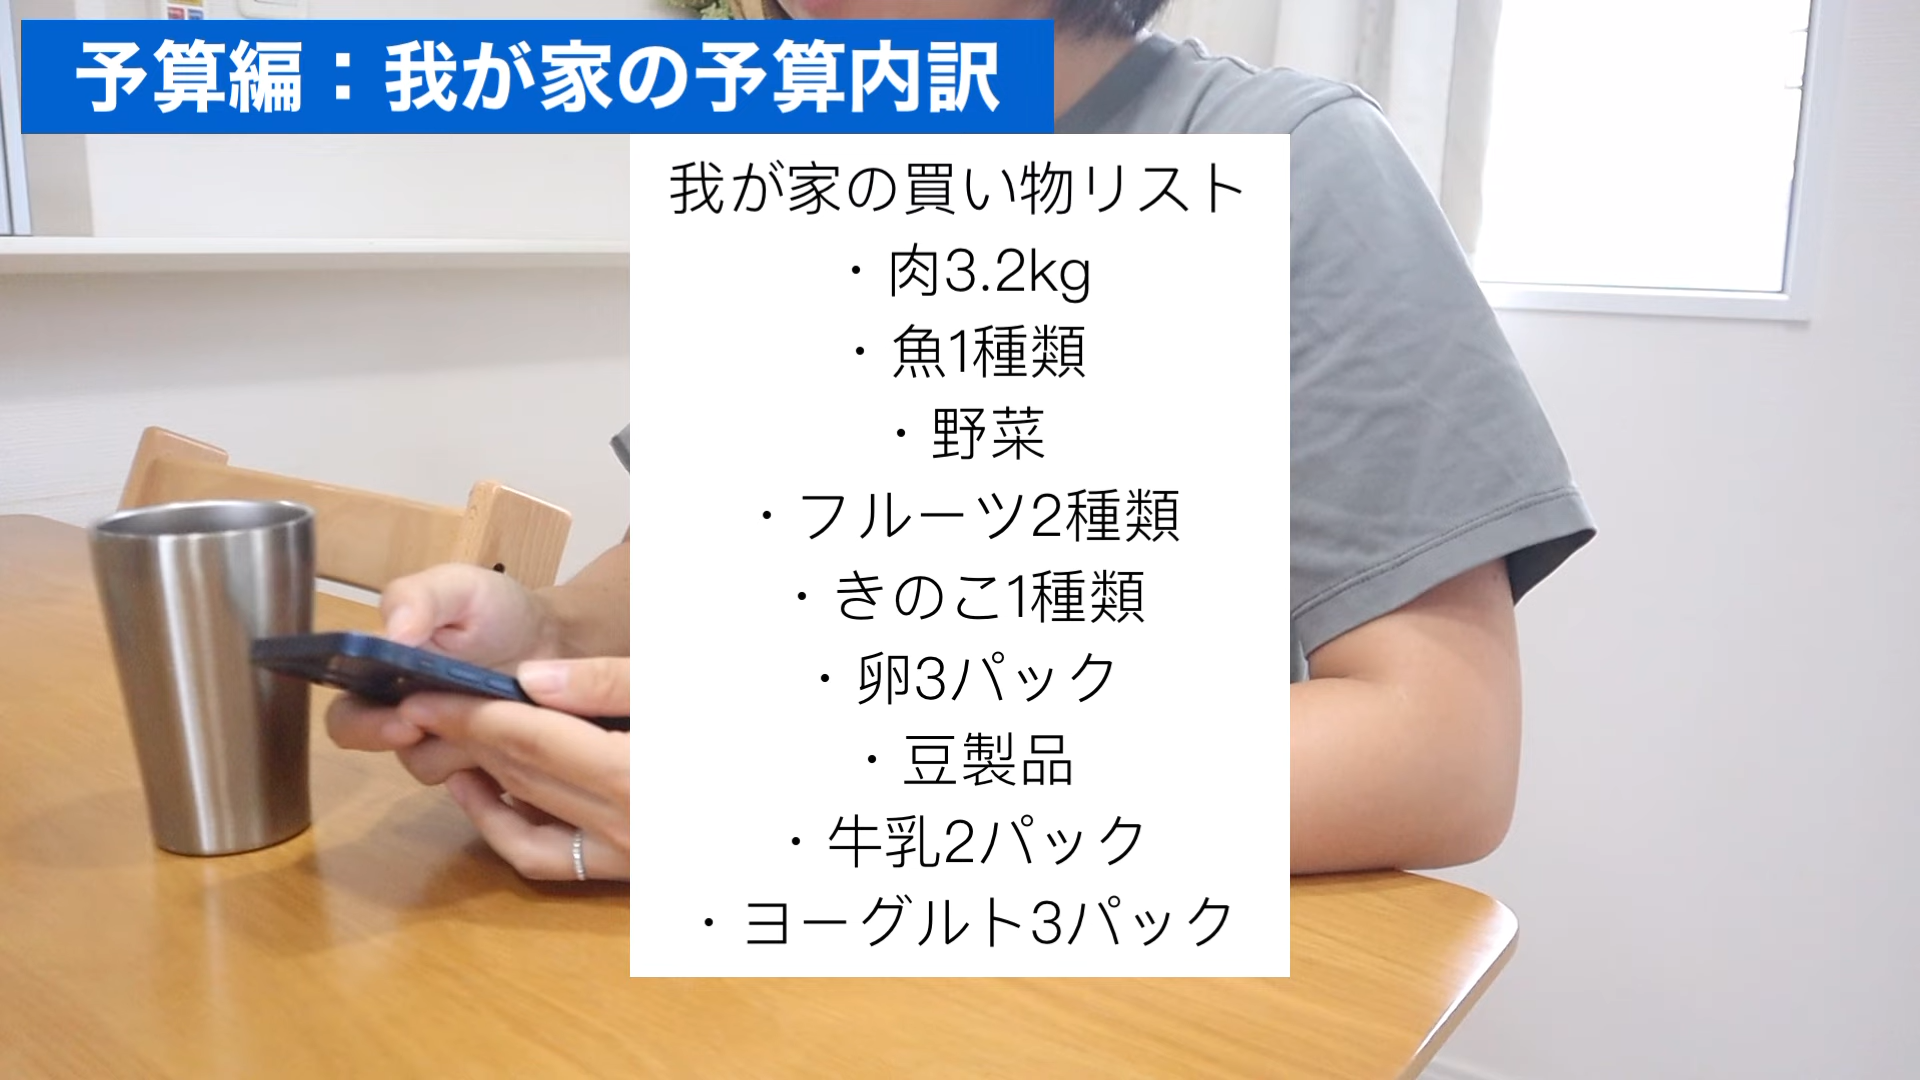 予算編：我が家の予算内訳
我が家の買い物リスト
・肉3.2kg
・魚1種類
・野菜
・フルーツ2種類
・きのこ1種類
・卵3パック
・豆製品
・牛乳2パック
・ヨーグルト3パック